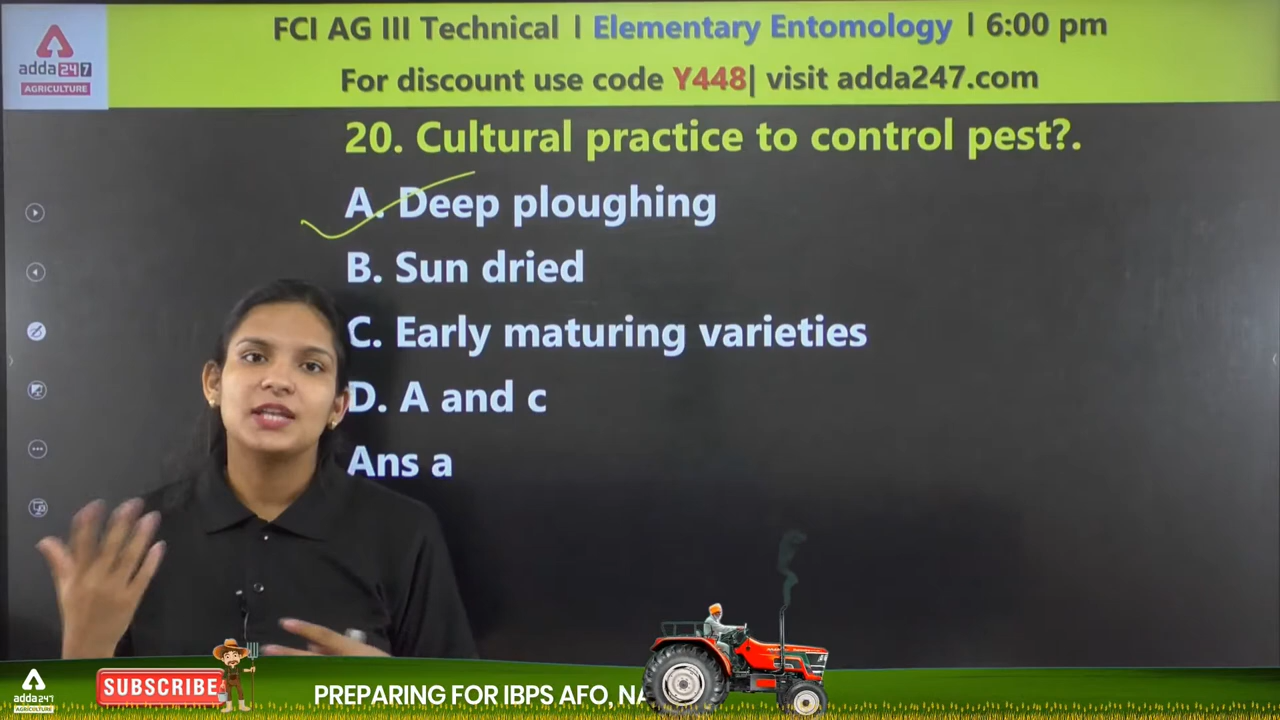 FCI AG III Technical | Elementary Entomology | 6:00 pm
For discount use code Y448| visit adda247.com
adda247
AGRICULTURE
20. Cultural practice to control pest?.
A. Deep ploughing
B. Sun dried
C. Early maturing varieties
D. A and c
Ans a
adda247
AGRICULTURE
SUBSCRIBE
PREPARING FOR IBPS AFO, NA